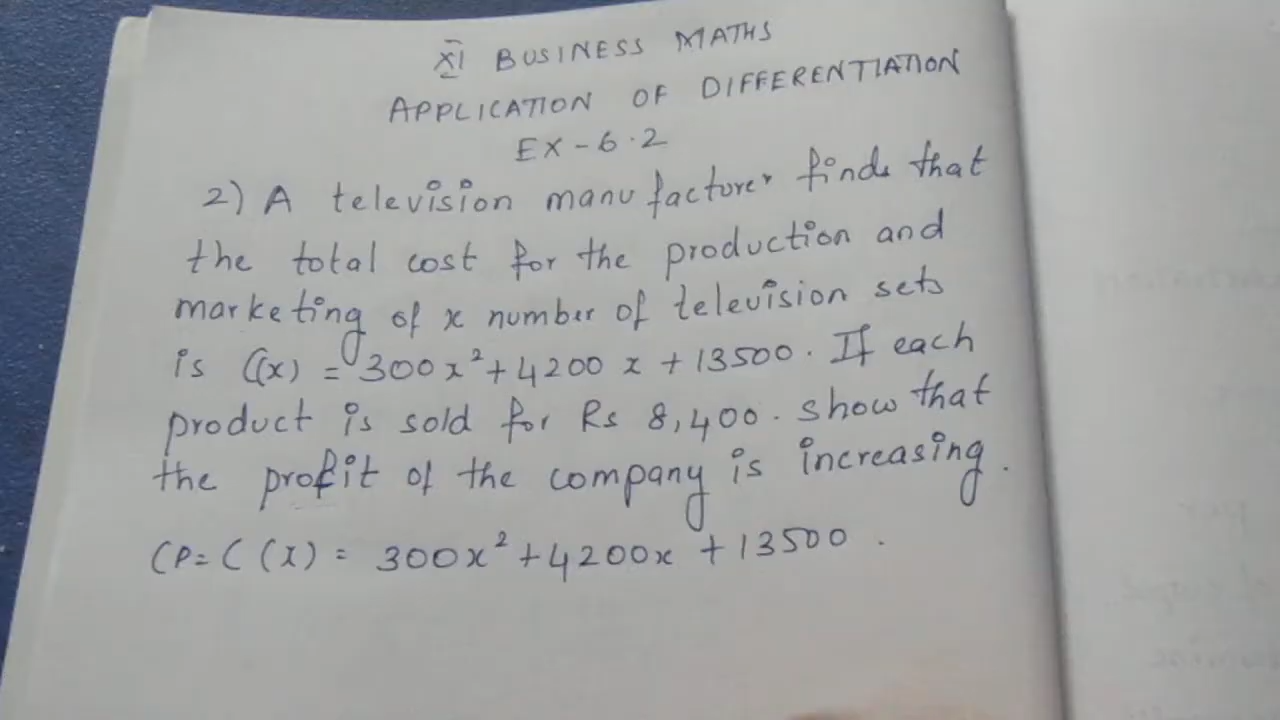 XI BUSINESS MATHS
APPLICATION OF DIFFERENTIATION
EX-6.2
2) A television manufacturer finds that
the total cost for the production and
marketing of x number of television sets
is C(x) = 300x²+4200x+13500. If each
product is sold for Rs 8,400. show that
the profit of the company is increasing.
CP=C(x) = 300x²+4200x+13500.